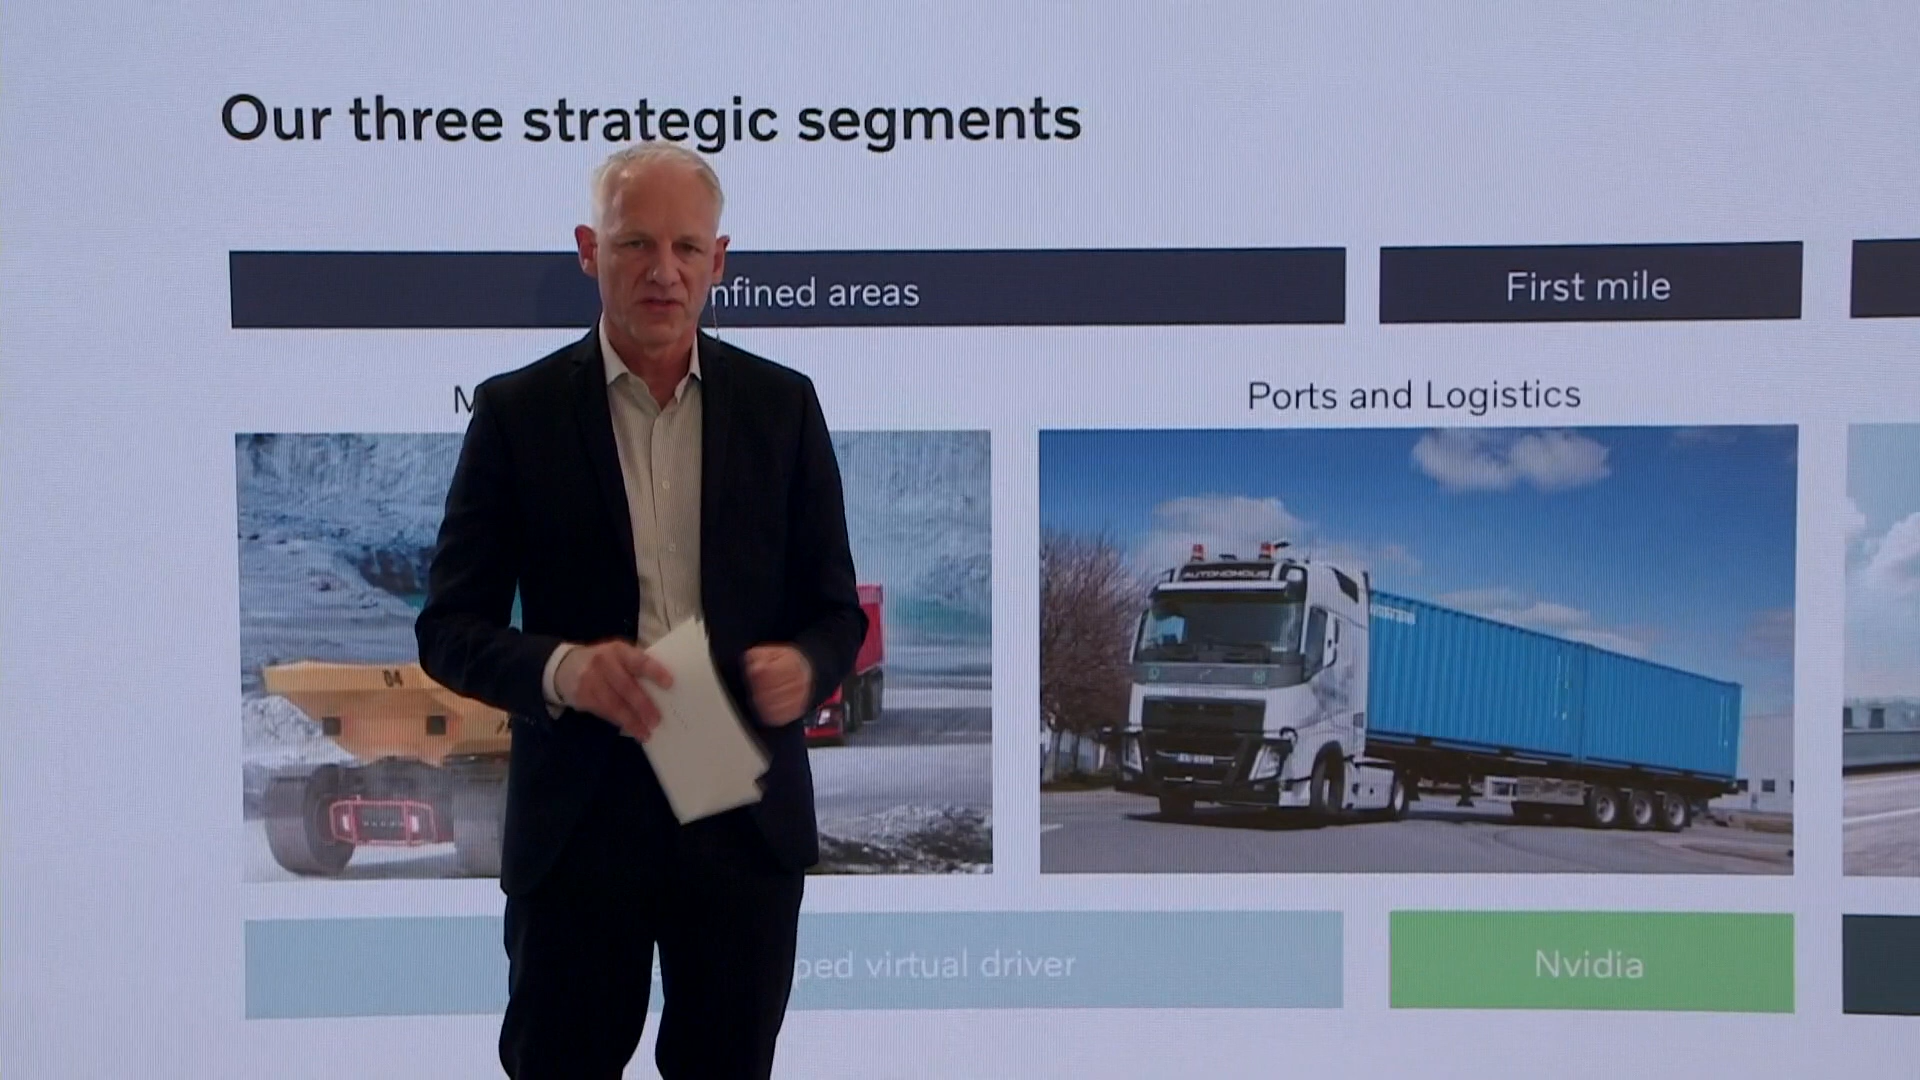 Our three strategic segments
nfined areas
First mile
M
Ports and Logistics
AUTONOMOUS
04
ped virtual driver
Nvidia